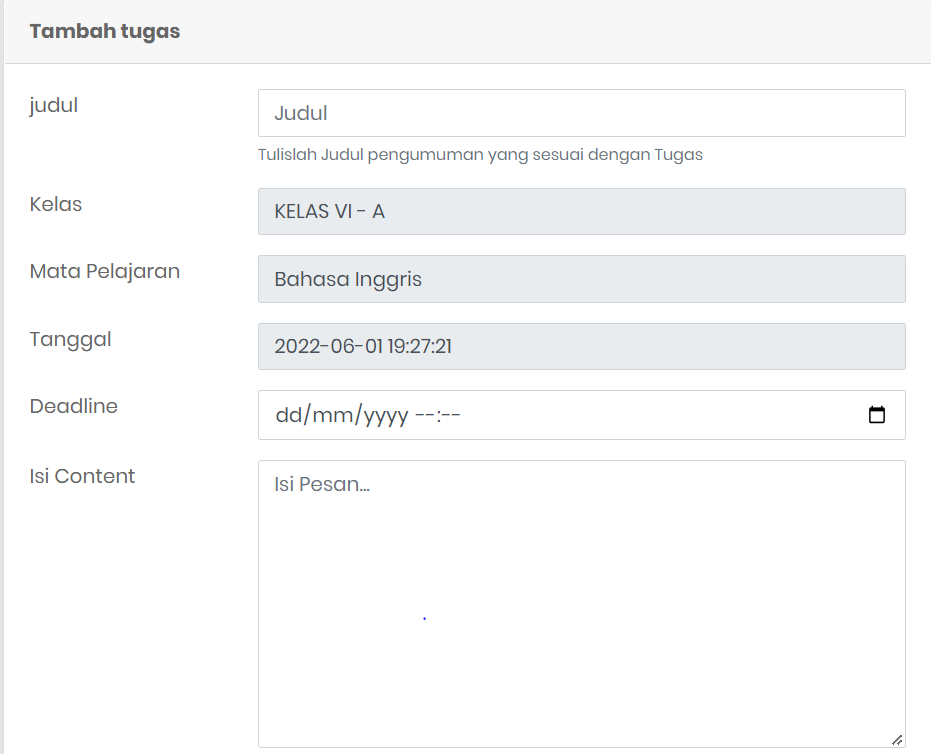 Tambah tugas
judul
Judul
Tulislah Judul pengumuman yang sesuai dengan Tugas
Kelas
KELAS VI - A
Mata Pelajaran
Bahasa Inggris
Tanggal
2022-06-01 19:27:21
Deadline
dd/mm/yyyy --:--
Isi Content
Isi Pesan...